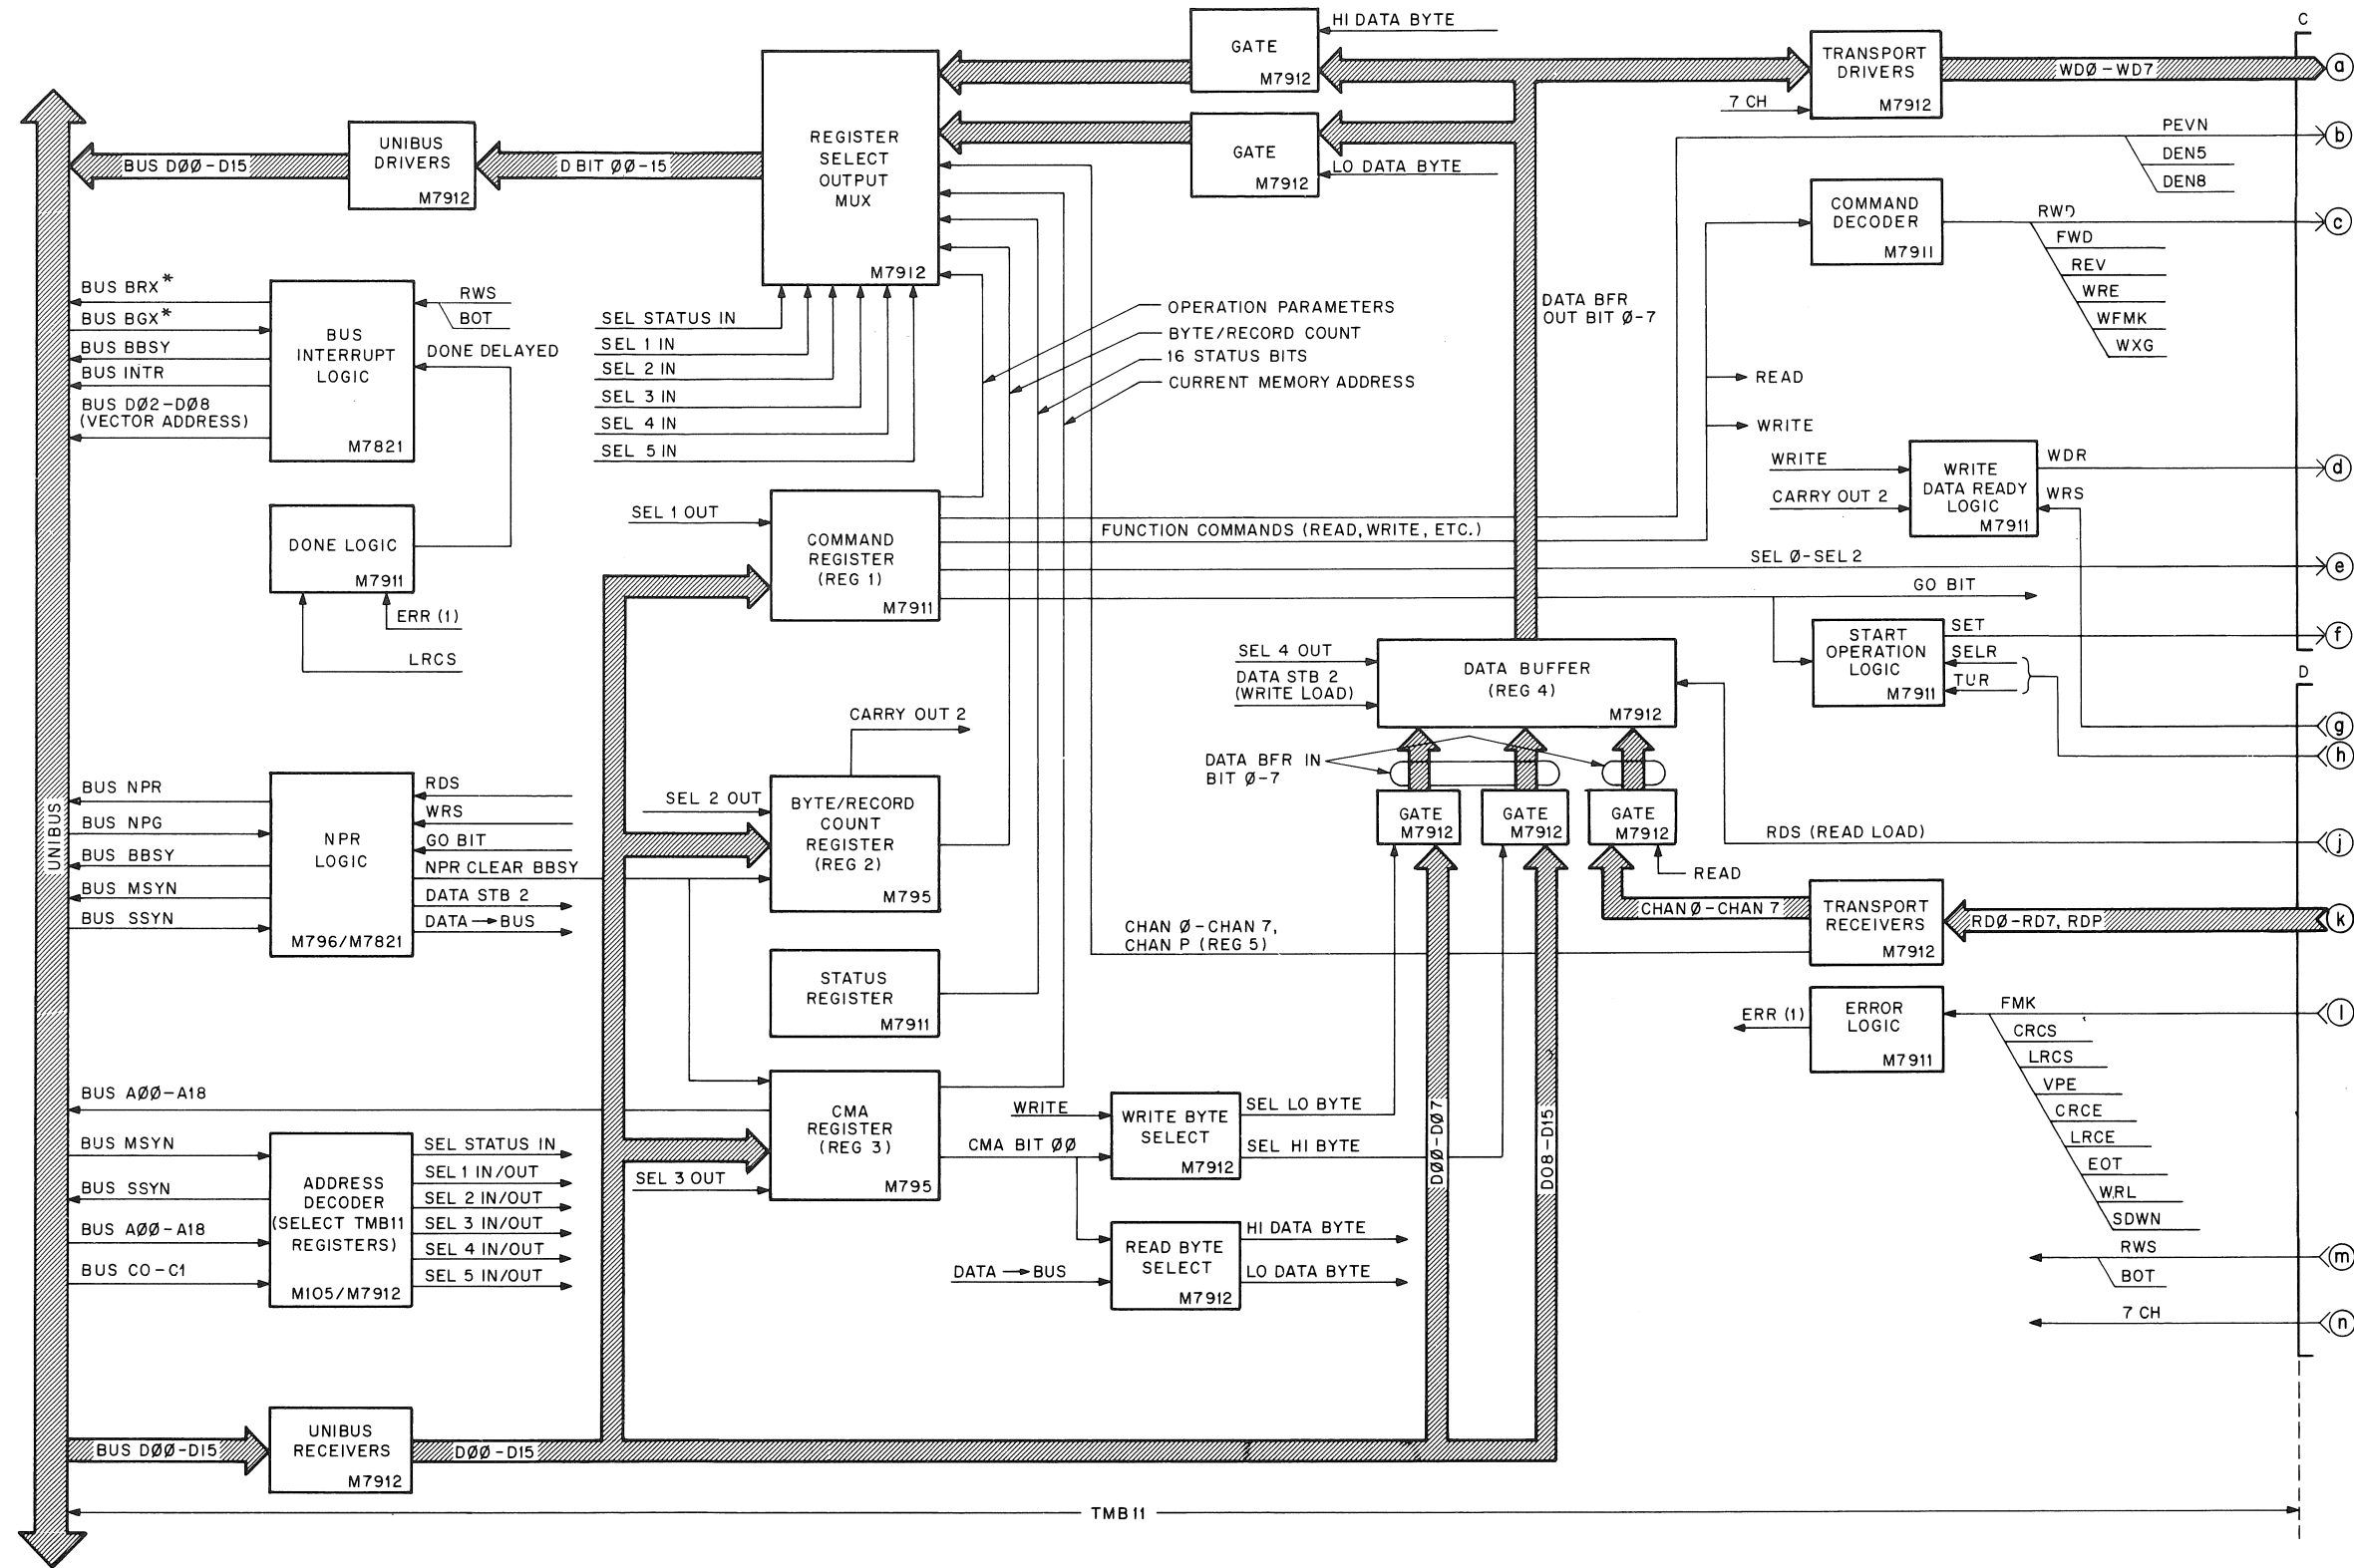 C
HI DATA BYTE
GATE
M7912
TRANSPORT
DRIVERS
M7912
7 CH
WDØ-WD7
a
REGISTER
SELECT
OUTPUT
MUX
M7912
GATE
M7912
LO DATA BYTE
PEVN
DEN5
DEN8
b
UNIBUS
DRIVERS
M7912
BUS DØØ-D15
D BIT ØØ-15
COMMAND
DECODER
M7911
RWD
FWD
REV
WRE
WFMK
WXG
c
BUS BRX*
BUS BGX*
BUS BBSY
BUS INTR
BUS DØ2-DØ8
(VECTOR ADDRESS)
BUS
INTERRUPT
LOGIC
M7821
RWS
BOT
DONE DELAYED
SEL STATUS IN
SEL 1 IN
SEL 2 IN
SEL 3 IN
SEL 4 IN
SEL 5 IN
OPERATION PARAMETERS
BYTE/RECORD COUNT
16 STATUS BITS
CURRENT MEMORY ADDRESS
DATA BFR
OUT BIT Ø-7
READ
WRITE
WRITE
CARRY OUT 2
WRITE
DATA READY
LOGIC
M7911
WDR
WRS
d
DONE LOGIC
M7911
ERR (1)
LRCS
SEL 1 OUT
COMMAND
REGISTER
(REG 1)
M7911
FUNCTION COMMANDS (READ, WRITE, ETC.)
SEL Ø-SEL 2
e
GO BIT
START
OPERATION
LOGIC
M7911
SET
SELR
TUR
f
D
SEL 4 OUT
DATA STB 2
(WRITE LOAD)
DATA BUFFER
(REG 4)
M7912
g
h
CARRY OUT 2
DATA BFR IN
BIT Ø-7
UNIBUS
BUS NPR
BUS NPG
BUS BBSY
BUS MSYN
BUS SSYN
NPR
LOGIC
M796/M7821
RDS
WRS
GO BIT
NPR CLEAR BBSY
DATA STB 2
DATA → BUS
SEL 2 OUT
BYTE/RECORD
COUNT
REGISTER
(REG 2)
M795
GATE
M7912
GATE
M7912
GATE
M7912
READ
RDS (READ LOAD)
j
CHAN Ø-CHAN 7
CHAN Ø-CHAN 7,
CHAN P (REG 5)
TRANSPORT
RECEIVERS
M7912
RDØ-RD7, RDP
k
STATUS
REGISTER
M7911
ERR (1)
ERROR
LOGIC
M7911
FMK
CRCS
LRCS
VPE
CRCE
LRCE
EOT
WRL
SDWN
l
BUS AØØ-A18
CMA
REGISTER
(REG 3)
M795
SEL 3 OUT
CMA BIT ØØ
WRITE
WRITE BYTE
SELECT
M7912
SEL LO BYTE
SEL HI BYTE
DØØ-DØ7
DO8-D15
BUS MSYN
BUS SSYN
BUS AØØ-A18
BUS CO-C1
ADDRESS
DECODER
(SELECT TMB11
REGISTERS)
M105/M7912
SEL STATUS IN
SEL 1 IN/OUT
SEL 2 IN/OUT
SEL 3 IN/OUT
SEL 4 IN/OUT
SEL 5 IN/OUT
DATA → BUS
READ BYTE
SELECT
M7912
HI DATA BYTE
LO DATA BYTE
RWS
BOT
m
7 CH
n
BUS DØØ-D15
UNIBUS
RECEIVERS
M7912
DØØ-D15
TMB11